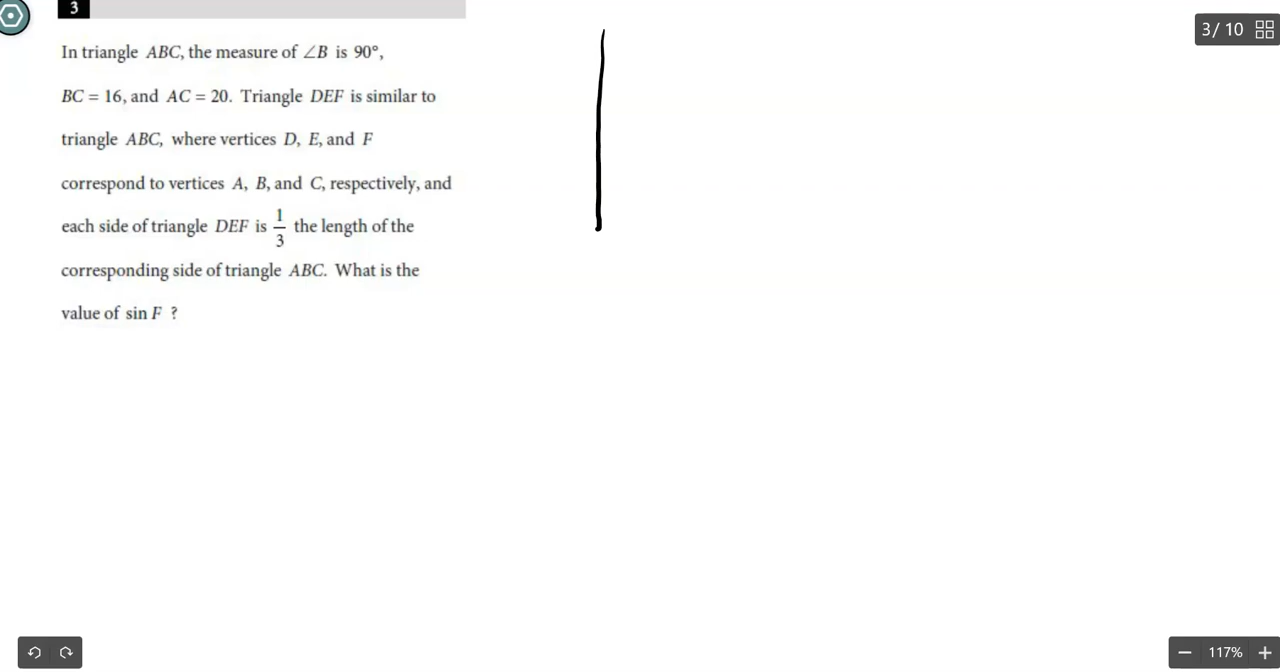 3
3/ 10
In triangle ABC, the measure of ∠B is 90°,
BC = 16, and AC = 20. Triangle DEF is similar to
triangle ABC, where vertices D, E, and F
correspond to vertices A, B, and C, respectively, and
each side of triangle DEF is 1/3 the length of the
corresponding side of triangle ABC. What is the
value of sin F ?
117%